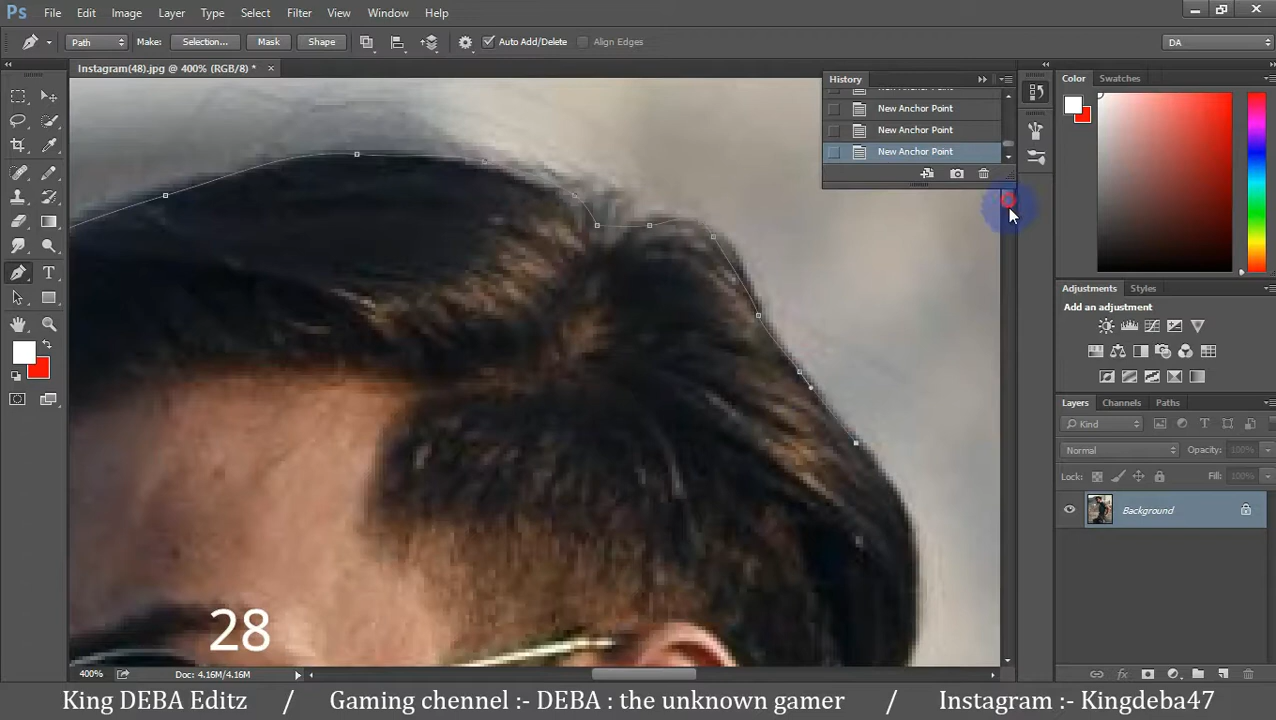 Ps File Edit Image Layer Type Select Filter View Window Help
Path Make: Selection... Mask Shape Auto Add/Delete Align Edges DA
Instagram(48).jpg @ 400% (RGB/8) *
History
New Anchor Point
New Anchor Point
New Anchor Point
Color Swatches
Adjustments Styles
Add an adjustment
Layers Channels Paths
Kind
Normal Opacity: 100%
Lock: Fill: 100%
Background
28
400% Doc: 4.16M/4.16M
King DEBA Editz / Gaming chennel :- DEBA : the unknown gamer / Instagram :- Kingdeba47